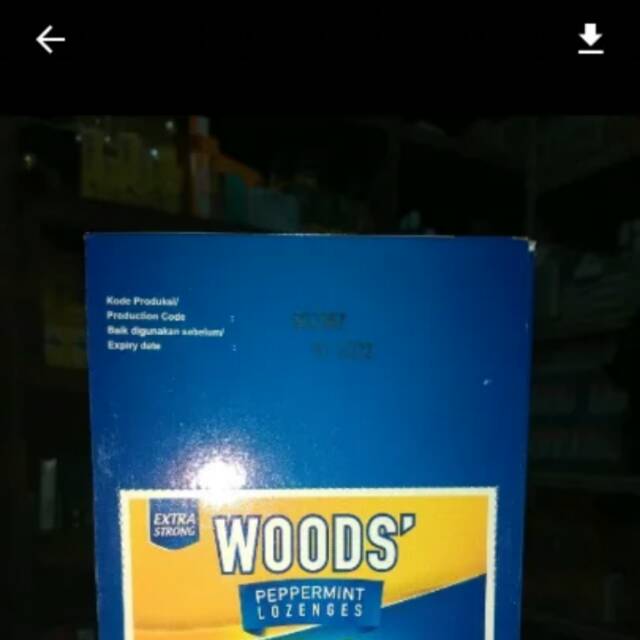 Kode Produksi/
Production Code :
Baik digunakan sebelum/
Expiry date :
EXTRA
STRONG
WOODS'
PEPPERMINT
LOZENGES